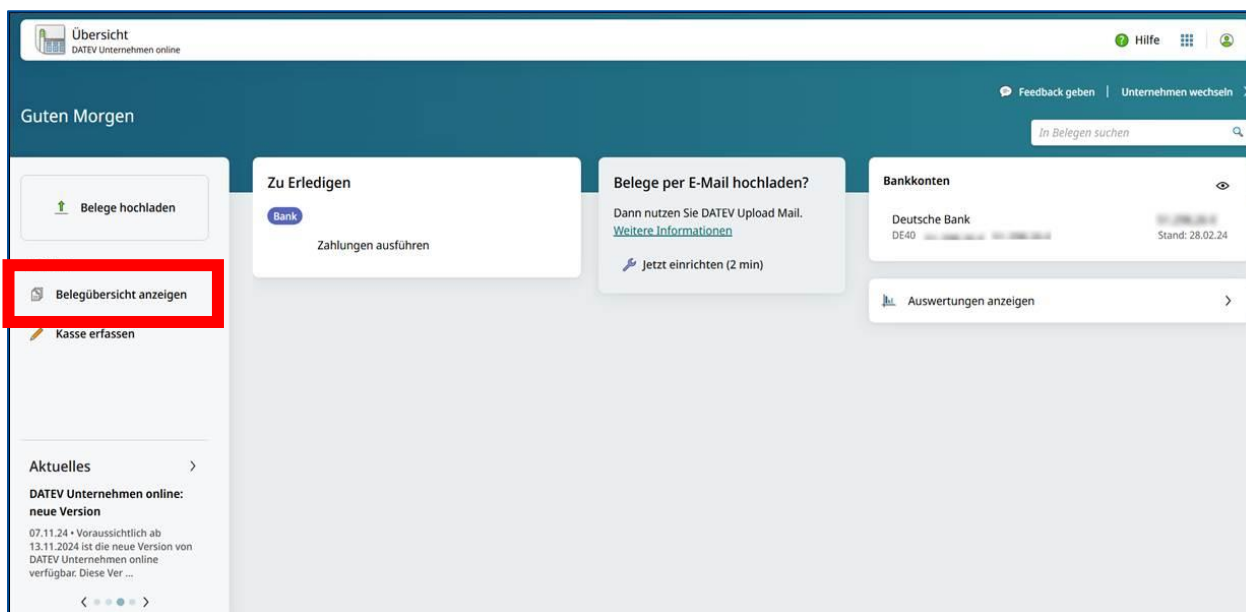 Übersicht
DATEV Unternehmen online
Hilfe
Feedback geben | Unternehmen wechseln
Guten Morgen
In Belegen suchen
Belege hochladen
Belegübersicht anzeigen
Kasse erfassen
Aktuelles
DATEV Unternehmen online:
neue Version
07.11.24 • Voraussichtlich ab
13.11.2024 ist die neue Version von
DATEV Unternehmen online
verfügbar. Diese Ver ...
Zu Erledigen
Bank
Zahlungen ausführen
Belege per E-Mail hochladen?
Dann nutzen Sie DATEV Upload Mail.
Weitere Informationen
Jetzt einrichten (2 min)
Bankkonten
Deutsche Bank
DE40
Stand: 28.02.24
Auswertungen anzeigen